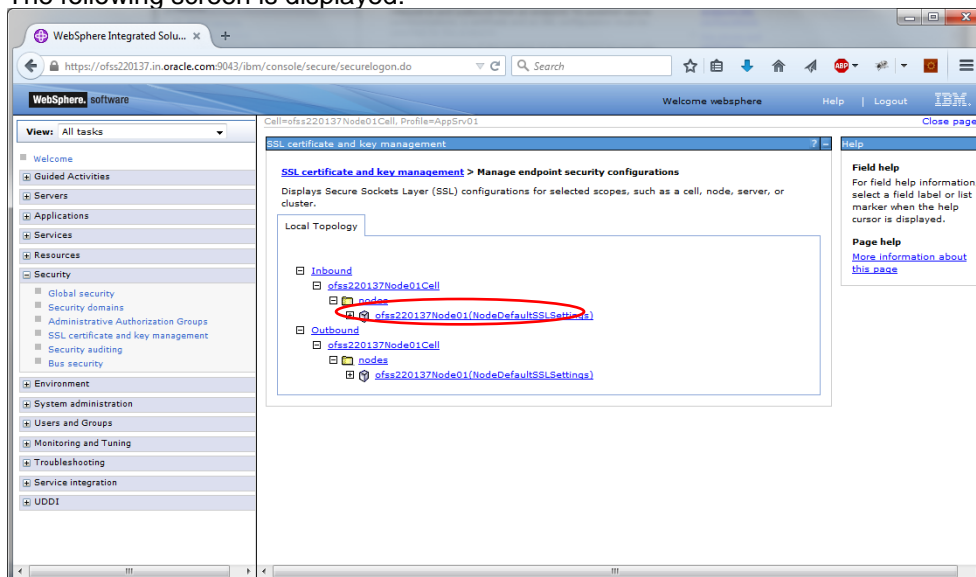 The following screen is displayed:
WebSphere Integrated Solu... × +
https://ofss220137.in.oracle.com:9043/ibm/console/secure/securelogon.do
Search
ABP
WebSphere. software
Welcome websphere
Help | Logout
IBM.
View: All tasks
Cell=ofss220137Node01Cell, Profile=AppSrv01
Close page
Welcome
Guided Activities
Servers
Applications
Services
Resources
Security
Global security
Security domains
Administrative Authorization Groups
SSL certificate and key management
Security auditing
Bus security
Environment
System administration
Users and Groups
Monitoring and Tuning
Troubleshooting
Service integration
UDDI
SSL certificate and key management ? -
SSL certificate and key management > Manage endpoint security configurations
Displays Secure Sockets Layer (SSL) configurations for selected scopes, such as a cell, node, server, or
cluster.
Local Topology
Inbound
ofss220137Node01Cell
nodes
ofss220137Node01(NodeDefaultSSLSettings)
Outbound
ofss220137Node01Cell
nodes
ofss220137Node01(NodeDefaultSSLSettings)
Help
Field help
For field help information
select a field label or list
marker when the help
cursor is displayed.
Page help
More information about
this page